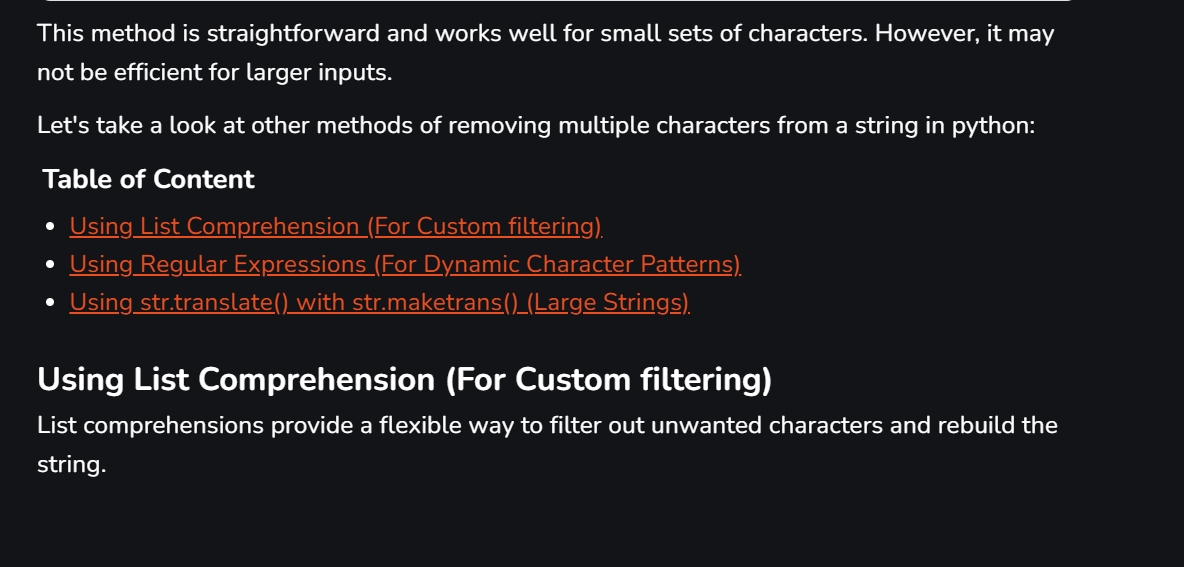 This method is straightforward and works well for small sets of characters. However, it may
not be efficient for larger inputs.
Let's take a look at other methods of removing multiple characters from a string in python:
Table of Content
Using List Comprehension (For Custom filtering)
Using Regular Expressions (For Dynamic Character Patterns)
Using str.translate() with str.maketrans() (Large Strings)
Using List Comprehension (For Custom filtering)
List comprehensions provide a flexible way to filter out unwanted characters and rebuild the
string.